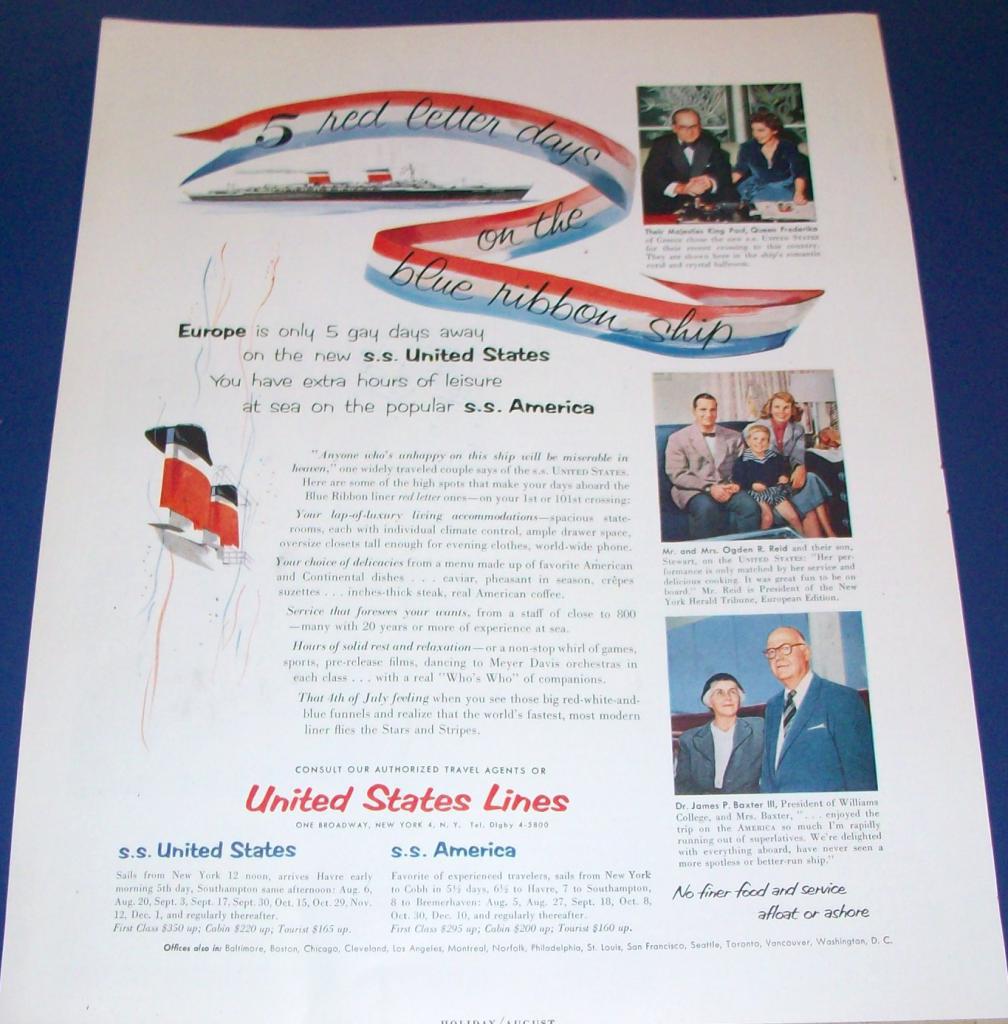 5 red letter days
on the
blue ribbon ship
Their Majesties King Paul, Queen Frederika
of Greece chose the new s.s. UNITED STATES
for their recent crossing to this country.
They are shown here in the ship's romantic
coral and crystal ballroom.
Europe is only 5 gay days away
on the new s.s. United States
You have extra hours of leisure
at sea on the popular s.s. America
"Anyone who's unhappy on this ship will be miserable in
heaven," one widely traveled couple says of the s.s. UNITED STATES.
Here are some of the high spots that make your days aboard the
Blue Ribbon liner red letter ones—on your 1st or 101st crossing:
Your lap-of-luxury living accommodations—spacious state-
rooms, each with individual climate control, ample drawer space,
oversize closets tall enough for evening clothes, world-wide phone.
Your choice of delicacies from a menu made up of favorite American
and Continental dishes . . . caviar, pheasant in season, crêpes
suzettes . . . inches-thick steak, real American coffee.
Service that foresees your wants, from a staff of close to 800
—many with 20 years or more of experience at sea.
Hours of solid rest and relaxation—or a non-stop whirl of games,
sports, pre-release films, dancing to Meyer Davis orchestras in
each class . . . with a real "Who's Who" of companions.
That 4th of July feeling when you see those big red-white-and-
blue funnels and realize that the world's fastest, most modern
liner flies the Stars and Stripes.
Mr. and Mrs. Ogden R. Reid and their son,
Stewart, on the UNITED STATES: "Her per-
formance is only matched by her service and
delicious cooking. It was great fun to be on
board." Mr. Reid is President of the New
York Herald Tribune, European Edition.
Dr. James P. Baxter III, President of Williams
College, and Mrs. Baxter, ". . . enjoyed the
trip on the AMERICA so much I'm rapidly
running out of superlatives. We're delighted
with everything aboard, have never seen a
more spotless or better-run ship."
No finer food and service
afloat or ashore
CONSULT OUR AUTHORIZED TRAVEL AGENTS OR
United States Lines
ONE BROADWAY, NEW YORK 4, N. Y. Tel. DIgby 4-5800
s.s. United States
Sails from New York 12 noon, arrives Havre early
morning 5th day, Southampton same afternoon: Aug. 6,
Aug. 20, Sept. 3, Sept. 17, Sept. 30, Oct. 15, Oct. 29, Nov.
12, Dec. 1, and regularly thereafter.
First Class $350 up; Cabin $220 up; Tourist $165 up.
s.s. America
Favorite of experienced travelers, sails from New York
to Cobh in 5½ days, 6½ to Havre, 7 to Southampton,
8 to Bremerhaven: Aug. 5, Aug. 27, Sept. 18, Oct. 8,
Oct. 30, Dec. 10, and regularly thereafter.
First Class $295 up; Cabin $200 up; Tourist $160 up.
Offices also in: Baltimore, Boston, Chicago, Cleveland, Los Angeles, Montreal, Norfolk, Philadelphia, St. Louis, San Francisco, Seattle, Toronto, Vancouver, Washington, D. C.
HOLIDAY/AUGUST